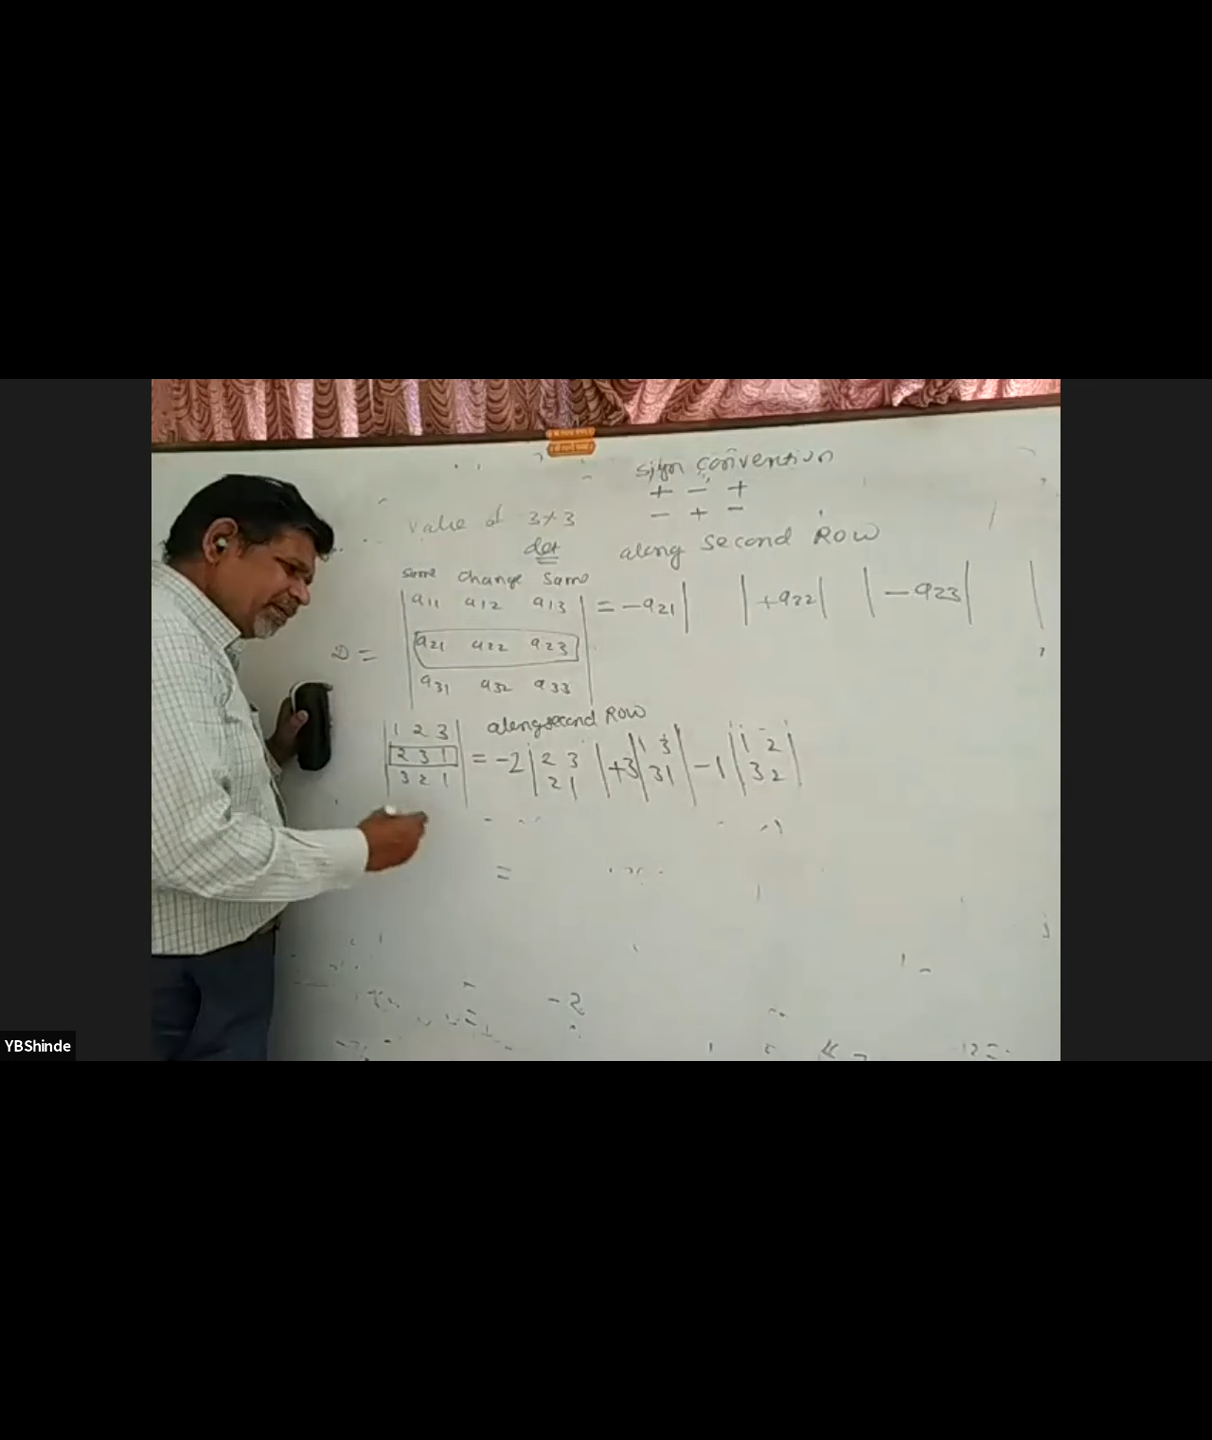 sign convention
+ - +
- + -
value of 3×3
det
along second Row
same change same
a11 a12 a13
a21 a22 a23
a31 a32 a33
D =
= -a21| |+a22| |-a23| |
along second Row
1 2 3
2 3 1
3 2 1
= -2|2 3 |+3|1 3| -1|1 2|
2 1 3 1 3 2
=
-2
YBShinde